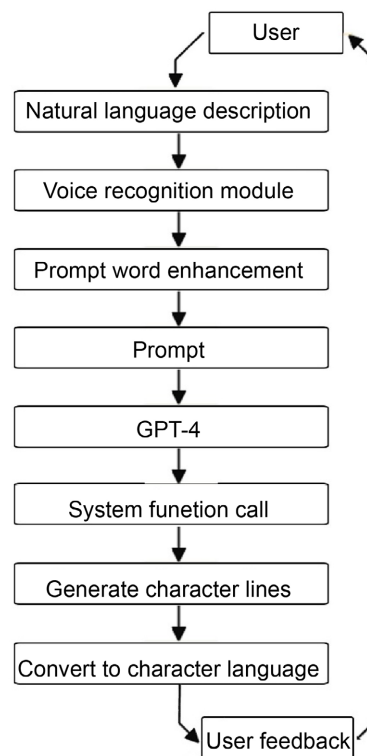 User
Natural language description
Voice recognition module
Prompt word enhancement
Prompt
GPT-4
System funetion call
Generate character lines
Convert to character language
User feedback